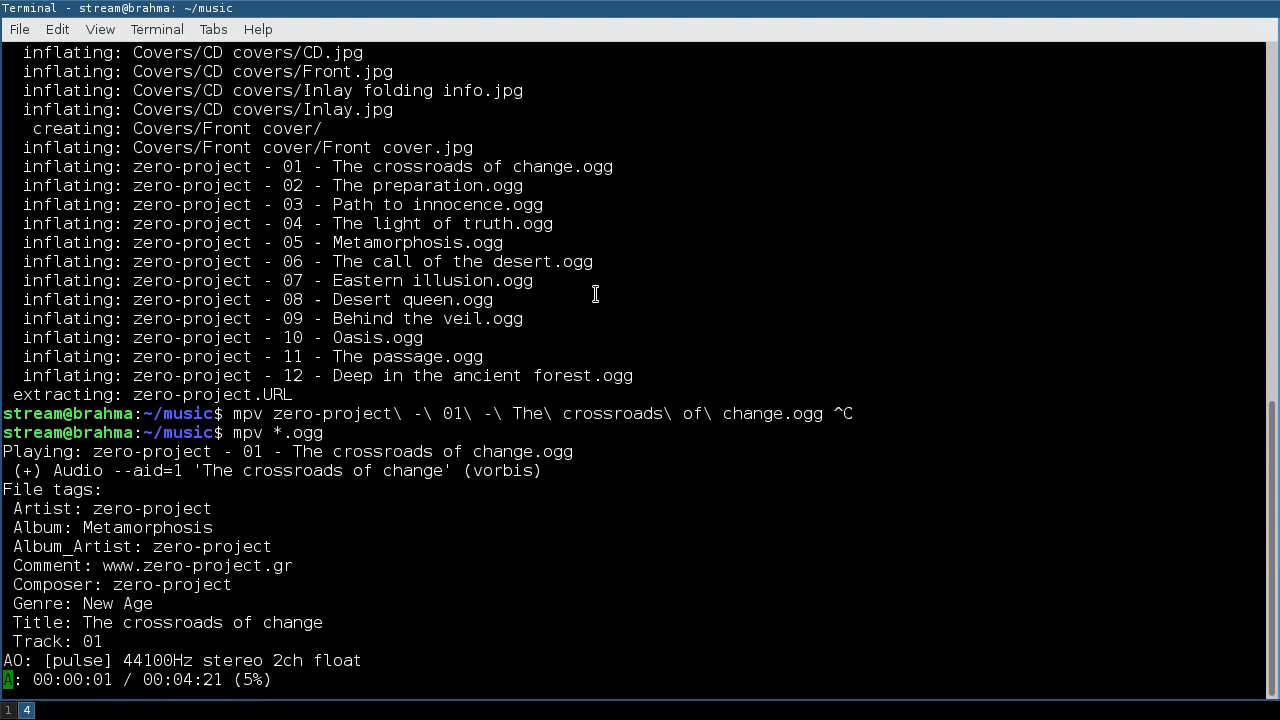 Terminal - stream@brahma: ~/music
File Edit View Terminal Tabs Help
inflating: Covers/CD covers/CD.jpg
inflating: Covers/CD covers/Front.jpg
inflating: Covers/CD covers/Inlay folding info.jpg
inflating: Covers/CD covers/Inlay.jpg
creating: Covers/Front cover/
inflating: Covers/Front cover/Front cover.jpg
inflating: zero-project - 01 - The crossroads of change.ogg
inflating: zero-project - 02 - The preparation.ogg
inflating: zero-project - 03 - Path to innocence.ogg
inflating: zero-project - 04 - The light of truth.ogg
inflating: zero-project - 05 - Metamorphosis.ogg
inflating: zero-project - 06 - The call of the desert.ogg
inflating: zero-project - 07 - Eastern illusion.ogg
inflating: zero-project - 08 - Desert queen.ogg
inflating: zero-project - 09 - Behind the veil.ogg
inflating: zero-project - 10 - Oasis.ogg
inflating: zero-project - 11 - The passage.ogg
inflating: zero-project - 12 - Deep in the ancient forest.ogg
extracting: zero-project.URL
stream@brahma:~/music$ mpv zero-project\ -\ 01\ -\ The\ crossroads\ of\ change.ogg ^C
stream@brahma:~/music$ mpv *.ogg
Playing: zero-project - 01 - The crossroads of change.ogg
(+) Audio --aid=1 'The crossroads of change' (vorbis)
File tags:
Artist: zero-project
Album: Metamorphosis
Album_Artist: zero-project
Comment: www.zero-project.gr
Composer: zero-project
Genre: New Age
Title: The crossroads of change
Track: 01
AO: [pulse] 44100Hz stereo 2ch float
A: 00:00:01 / 00:04:21 (5%)
1 4